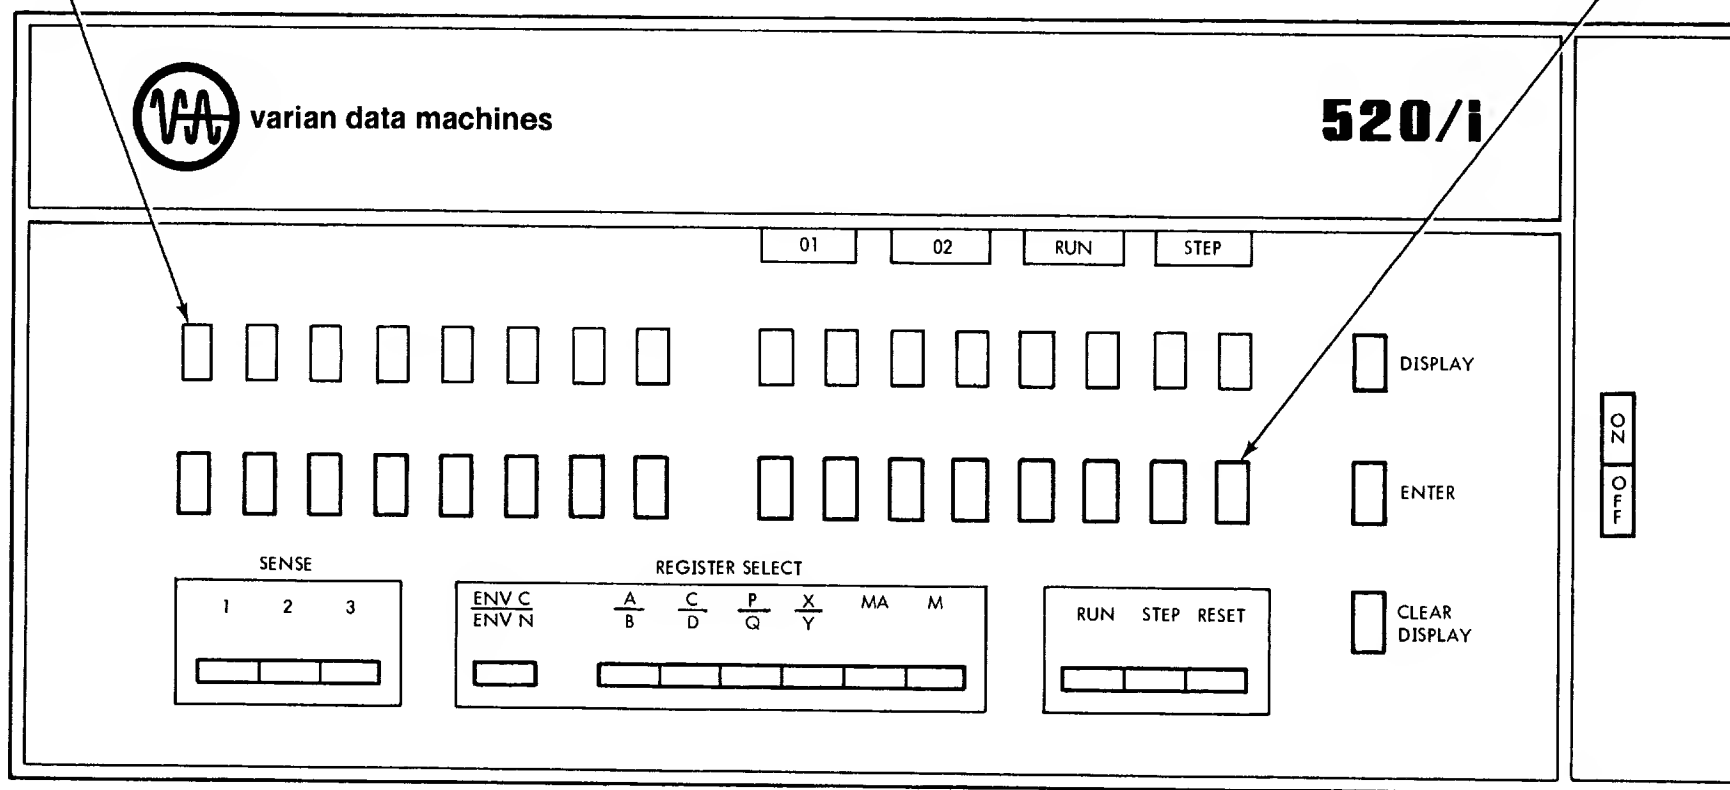 varian data machines
520/i
01 02 RUN STEP
DISPLAY
ON
OFF
ENTER
SENSE
1 2 3
REGISTER SELECT
ENV C
ENV N
A
B
C
D
P
Q
X
Y
MA
M
RUN STEP RESET
CLEAR
DISPLAY